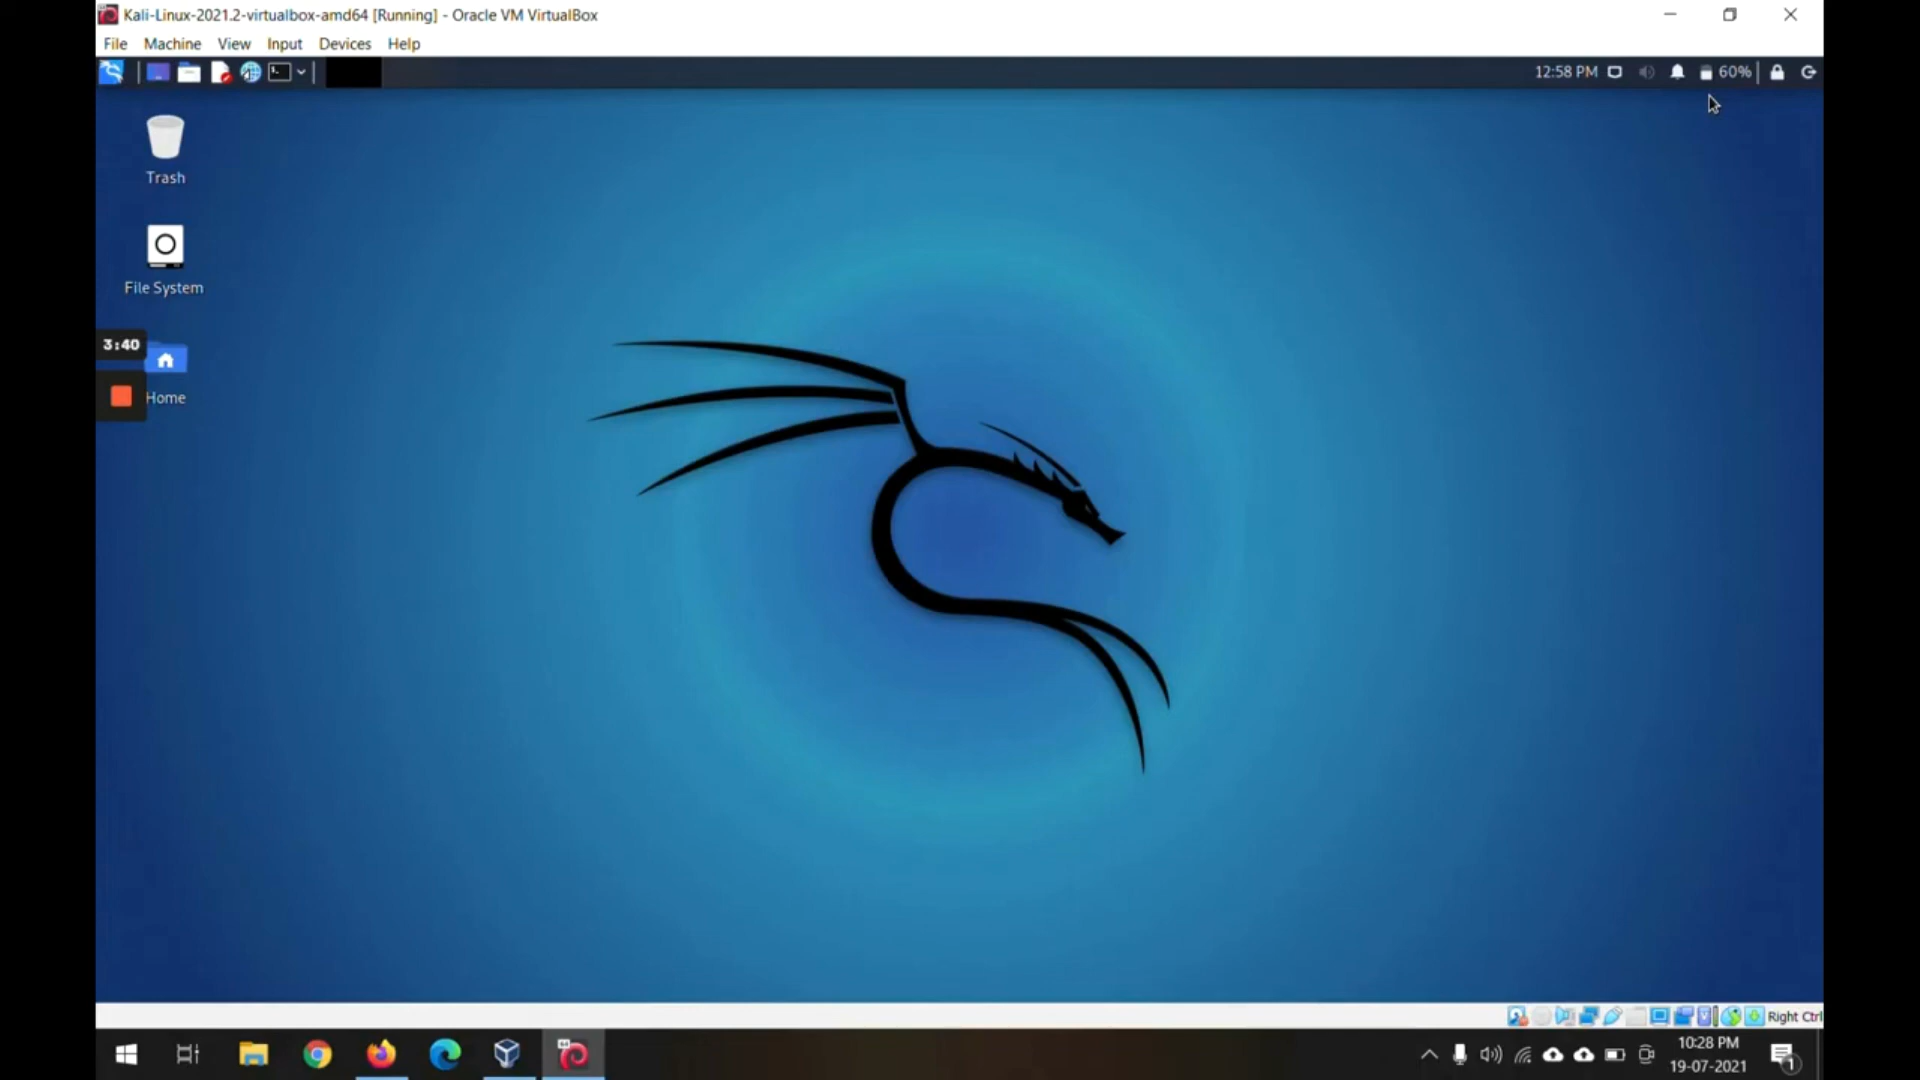 Kali-Linux-2021.2-virtualbox-amd64 [Running] - Oracle VM VirtualBox
File Machine View Input Devices Help
12:58 PM 60%
Trash
File System
3:40
Home
Right Ctrl
10:28 PM
19-07-2021
1